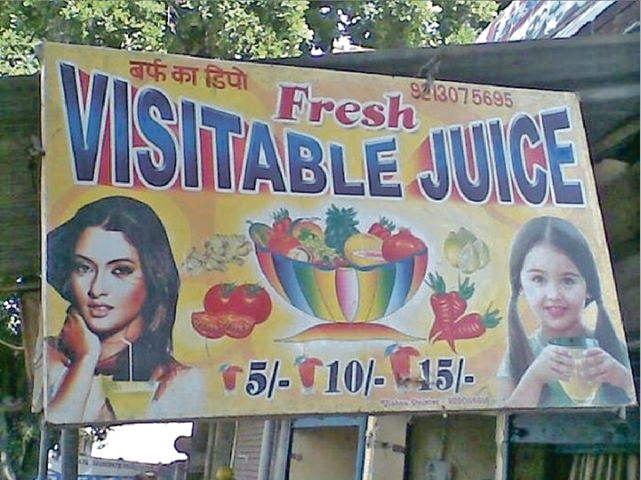 बर्फ का डिपो
9213075695
Fresh
VISITABLE JUICE
5/- 10/- 15/-